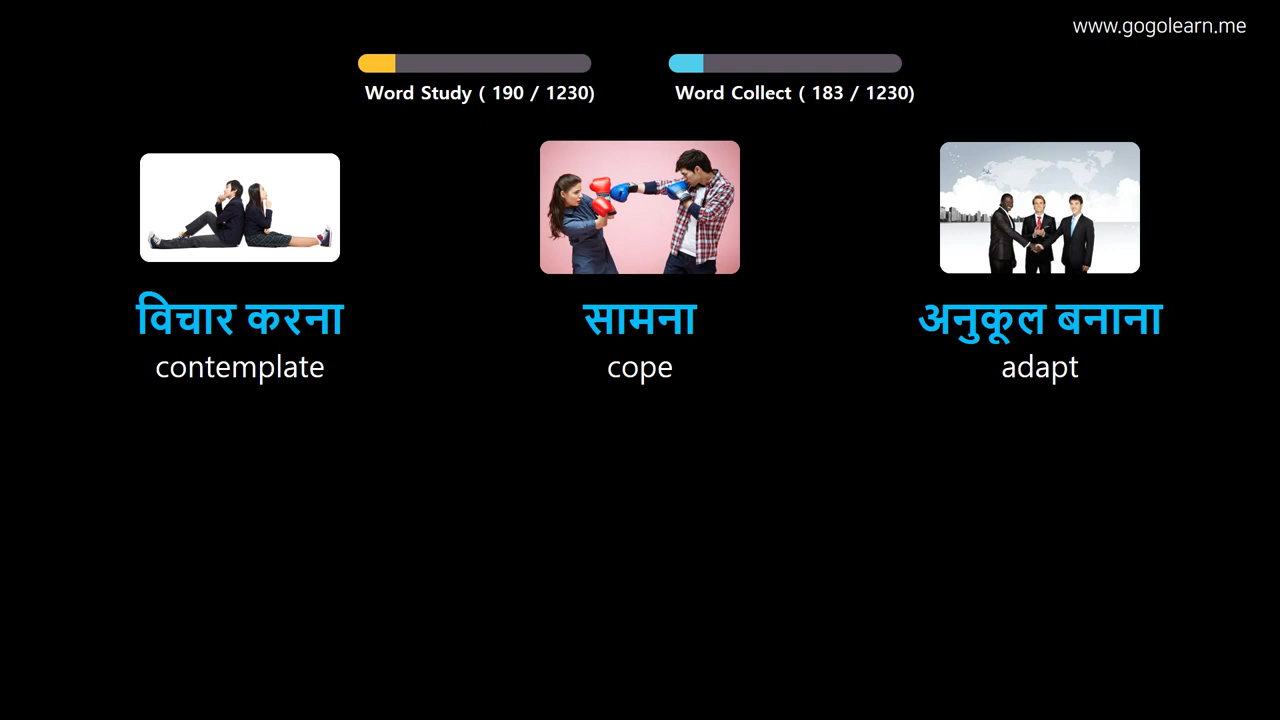 www.gogolearn.me
Word Study ( 190 / 1230)
Word Collect ( 183 / 1230)
विचार करना
contemplate
सामना
cope
अनुकूल बनाना
adapt